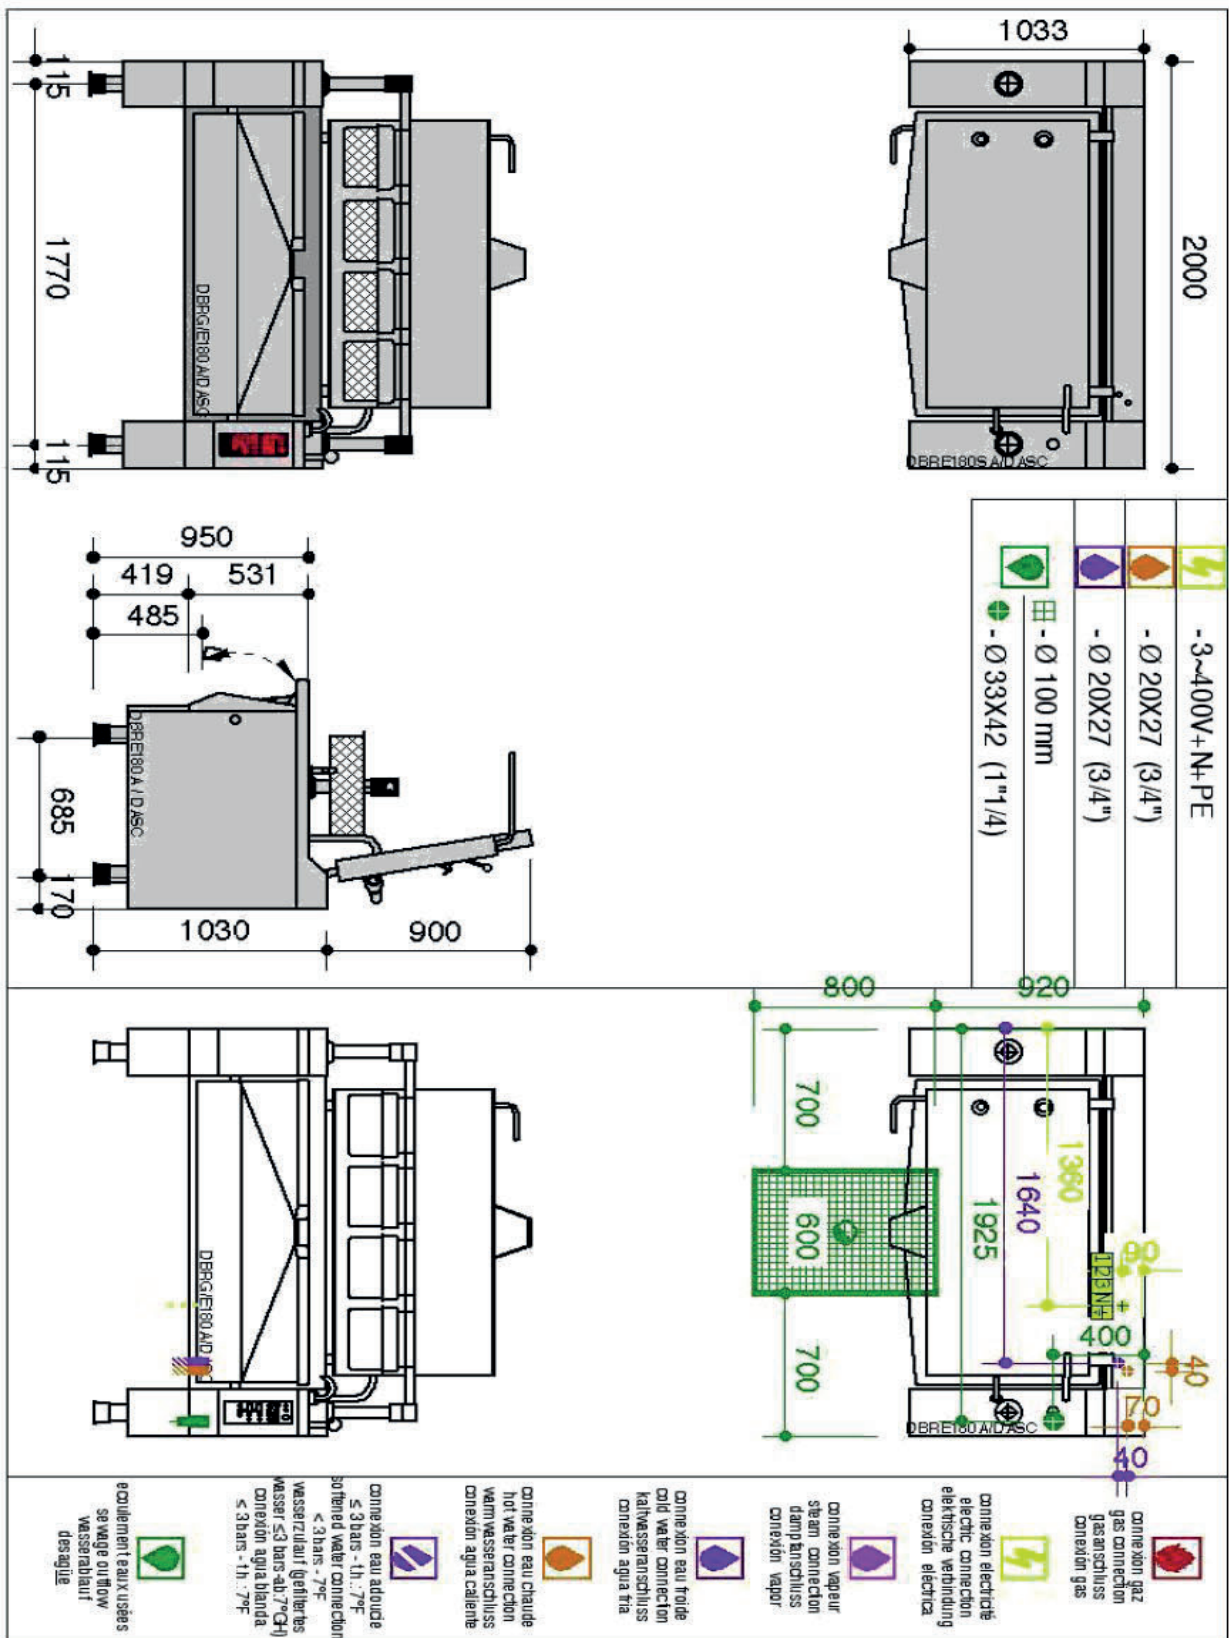 1033
2000
115
1770
115
DBRG/E180 A/D ASC
DBRE180S A/D ASC
- 3~400V+N+PE
- Ø 20X27 (3/4")
- Ø 20X27 (3/4")
- Ø 100 mm
- Ø 33X42 (1"1/4)
950
419
531
485
DBRE180 A / D ASC
685
170
1030
900
800
920
700
600
700
1360
1640
1925
90
123N
400
40
70
40
DBRE180 A/D ASC
DBRG/E180 A/D
connexion gaz
gas connection
gasanschluss
conexión gas
connexion electricité
electric connection
elektrische verbindung
conexión eléctrica
connexion vapeur
steam connection
dampfanschluss
conexión vapor
connexion eau froide
cold water connection
kaltwasseranschluss
conexión agua fria
connexion eau chaude
hot water connection
warmwasseranschluss
conexión agua caliente
connexion eau adoucie
≤ 3 bars - t.h. : 7°F
softened water connection
< 3 bars - 7°F
wasserzulauf (gefiltertes
wasser ≤3 bars-ab.7°GH)
conexión agua blanda
≤ 3 bars - t.h. : 7°F
ecoulement eaux usées
sewage outflow
wasserablauf
desagüe